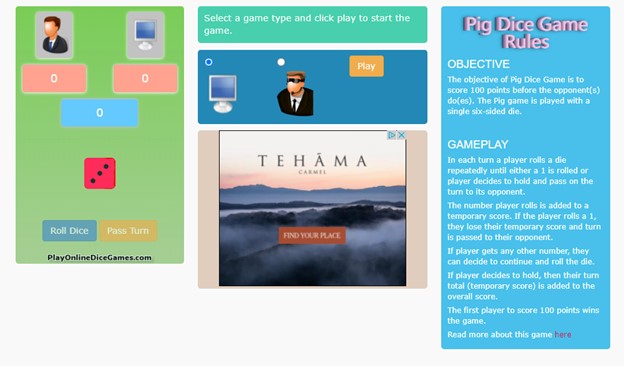 0
0
0
Roll Dice
Pass Turn
PlayOnlineDiceGames.com
Select a game type and click play to start the
game.
Play
TEHĀMA
CARMEL
FIND YOUR PLACE
Pig Dice Game
Rules
OBJECTIVE
The objective of Pig Dice Game is to
score 100 points before the opponent(s)
do(es). The Pig game is played with a
single six-sided die.
GAMEPLAY
In each turn a player rolls a die
repeatedly until either a 1 is rolled or
player decides to hold and pass on the
turn to its opponent.
The number player rolls is added to a
temporary score. If the player rolls a 1,
they lose their temporary score and turn
is passed to their opponent.
If player gets any other number, they
can decide to continue and roll the die.
If player decides to hold, then their turn
total (temporary score) is added to the
overall score.
The first player to score 100 points wins
the game.
Read more about this game here